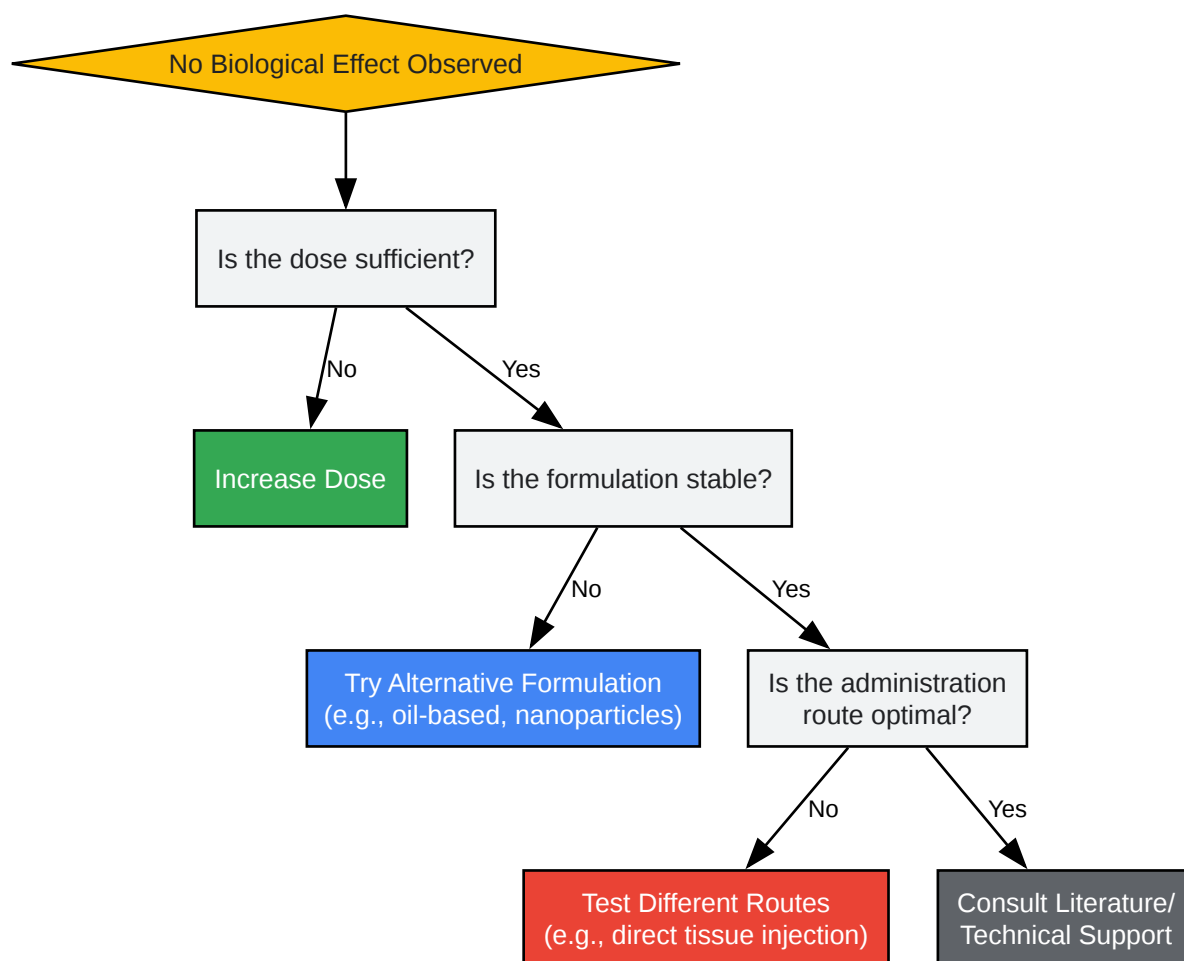 No Biological Effect Observed
Is the dose sufficient?
No
Yes
Increase Dose
Is the formulation stable?
No
Yes
Try Alternative Formulation
(e.g., oil-based, nanoparticles)
Is the administration
route optimal?
No
Yes
Test Different Routes
(e.g., direct tissue injection)
Consult Literature/
Technical Support